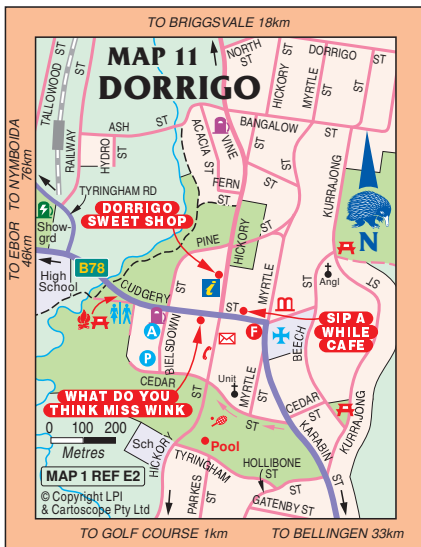 TO BRIGGSVALE 18km
MAP 11
DORRIGO
TALLOWOOD ST
NORTH ST
DORRIGO ST
HICKORY
MYRTLE ST
ASH ST
BANGALOW
ST
RAILWAY ST
HYDRO ST
ACACIA ST
VINE
FERN
ST
KURRAJONG
TO NYMBOIDA
76km
TO EBOR
46km
TYRINGHAM RD
DORRIGO
SWEET SHOP
Show-
grd
High
School
B78
PINE
HICKORY
ST
N
CUDGERY
ST
i
MYRTLE
ST
Angl
ST
m
SIP A
WHILE
CAFE
A
P
BIELSDOWN
F
BEECH
CEDAR
WHAT DO YOU
THINK MISS WINK
ST
Unit
MYRTLE
ST
CEDAR
ST
KARABIN
KURRAJONG
ST
0 100 200
Metres
Sch
HICKORY
Pool
TYRINGHAM
ST
HOLLIBONE
ST
PARKES
ST
GATENBY ST
ST
MAP 1 REF E2
© Copyright LPI
& Cartoscope Pty Ltd
TO GOLF COURSE 1km
TO BELLINGEN 33km